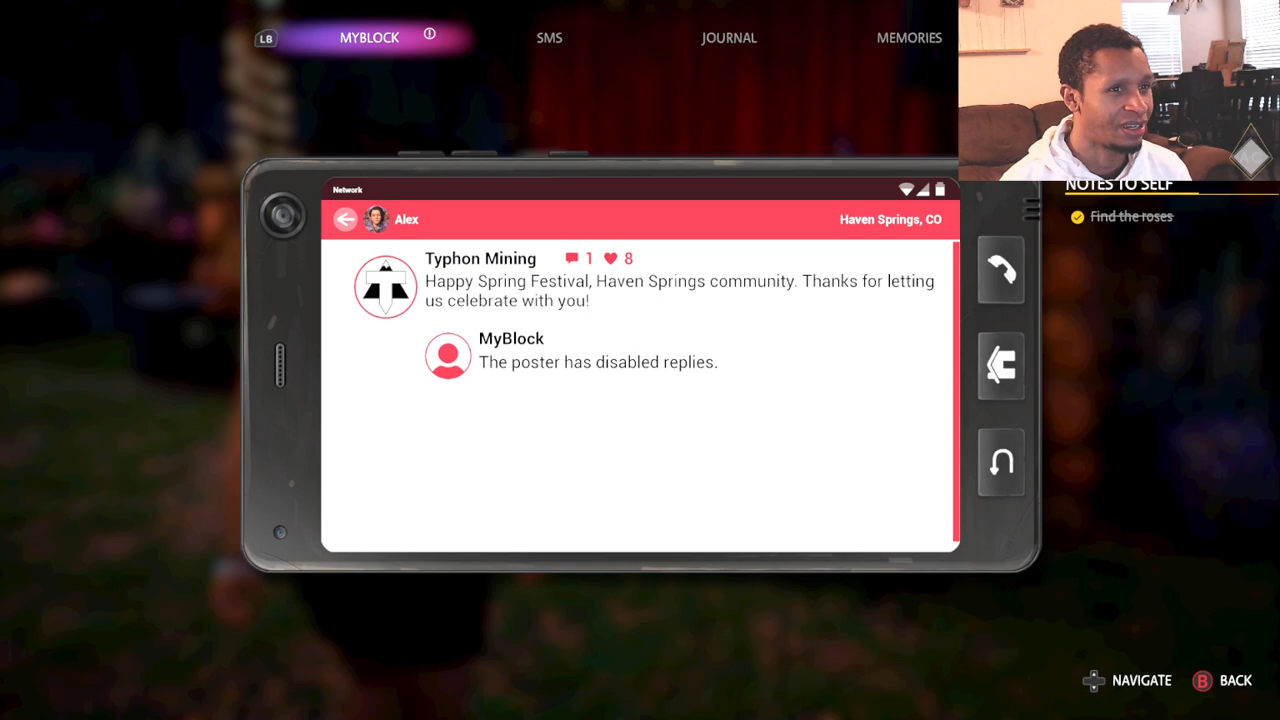 LB
MYBLOCK
SMS
JOURNAL
MEMORIES
Network
Alex
Haven Springs, CO
NOTES TO SELF
Find the roses
Typhon Mining 1 8
Happy Spring Festival, Haven Springs community. Thanks for letting
us celebrate with you!
MyBlock
The poster has disabled replies.
NAVIGATE
B BACK